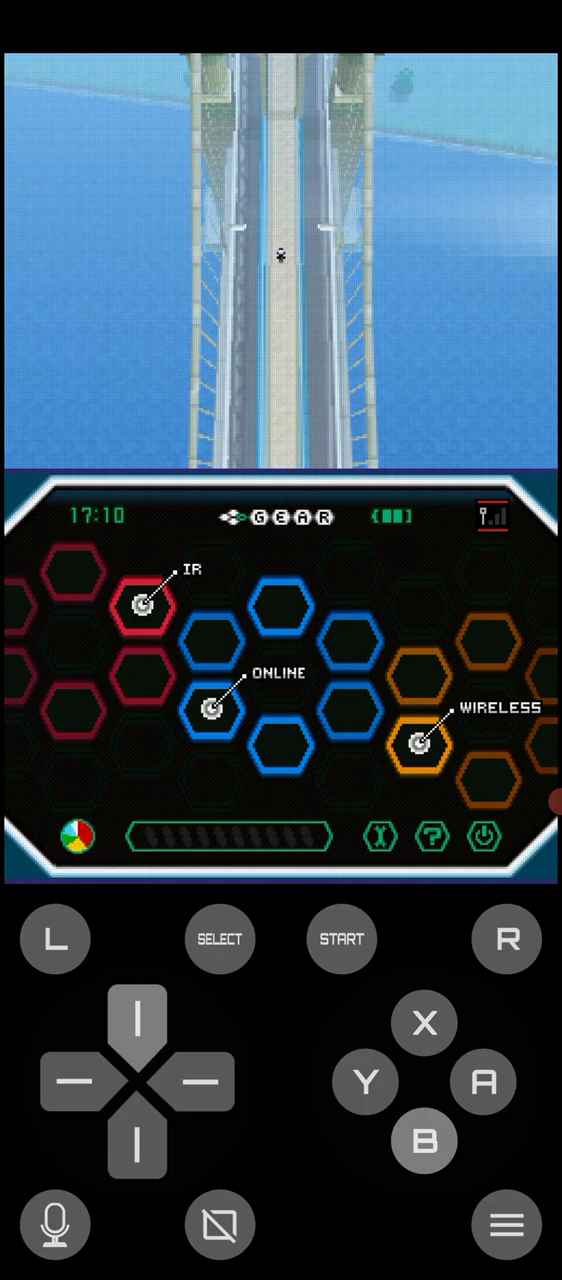 17:10
GEAR
IR
ONLINE
WIRELESS
?
L
SELECT
START
R
X
Y
A
B